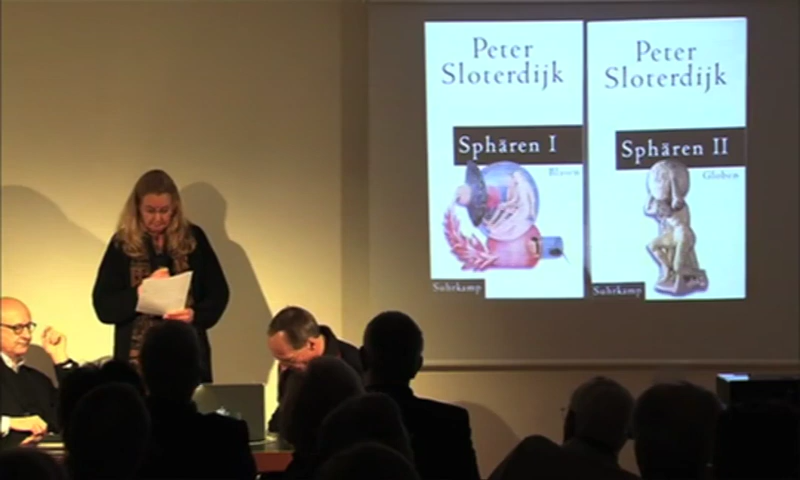 Peter
Sloterdijk
Sphären I
Blasen
Suhrkamp
Peter
Sloterdijk
Sphären II
Globen
Suhrkamp